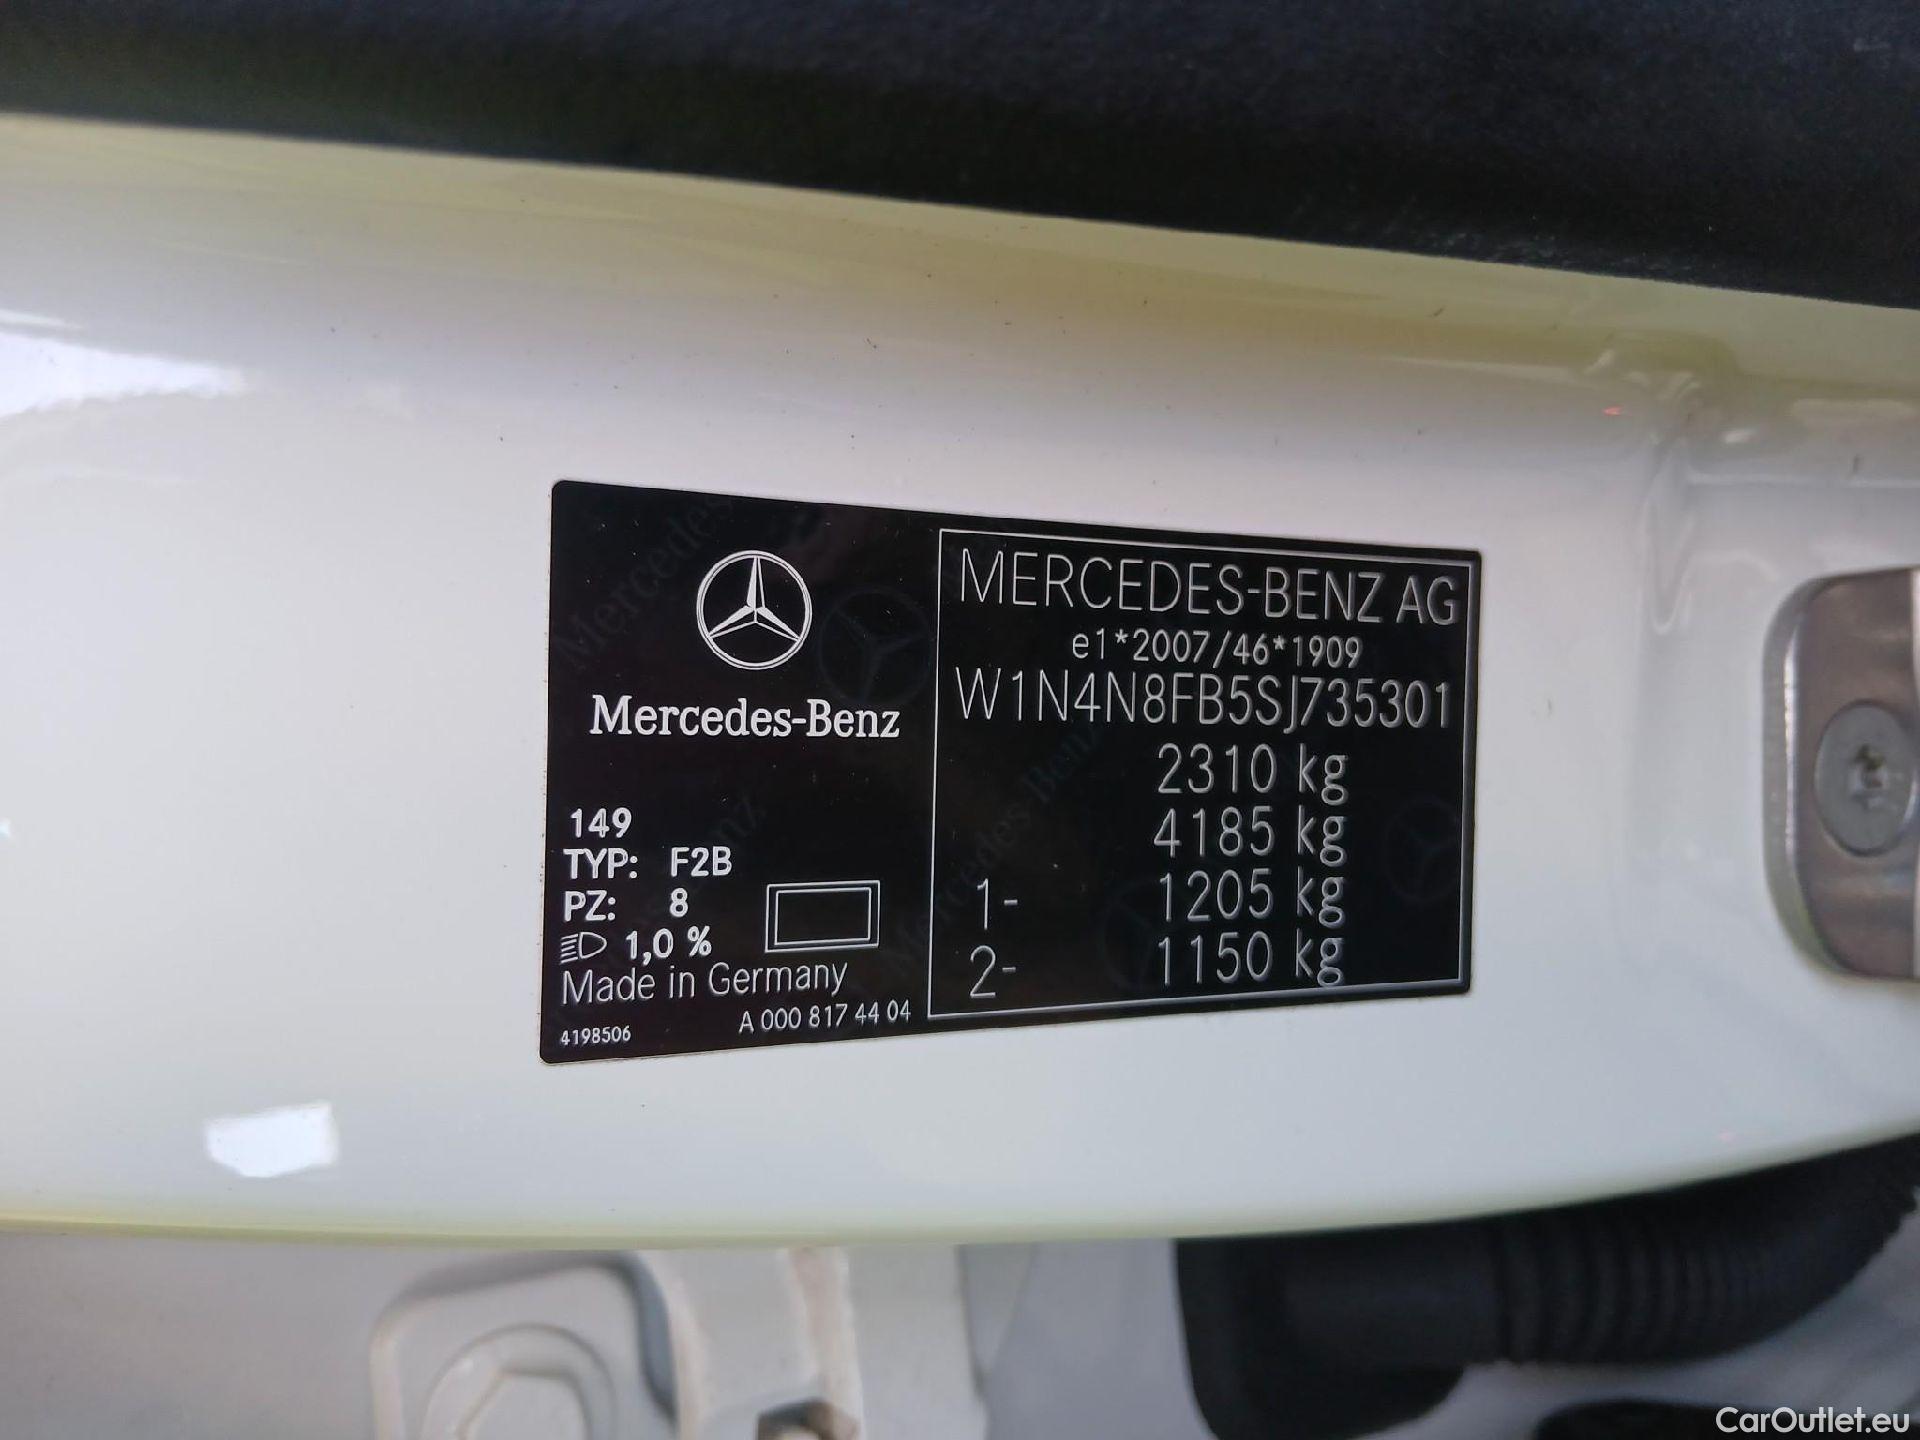 Mercedes-Benz
149
TYP: F2B
PZ: 8
1,0 %
Made in Germany
4198506
A 000 817 44 04
MERCEDES-BENZ AG
e1*2007/46*1909
W1N4N8FB5SJ735301
2310 kg
4185 kg
1- 1205 kg
2- 1150 kg
CarOutlet.eu